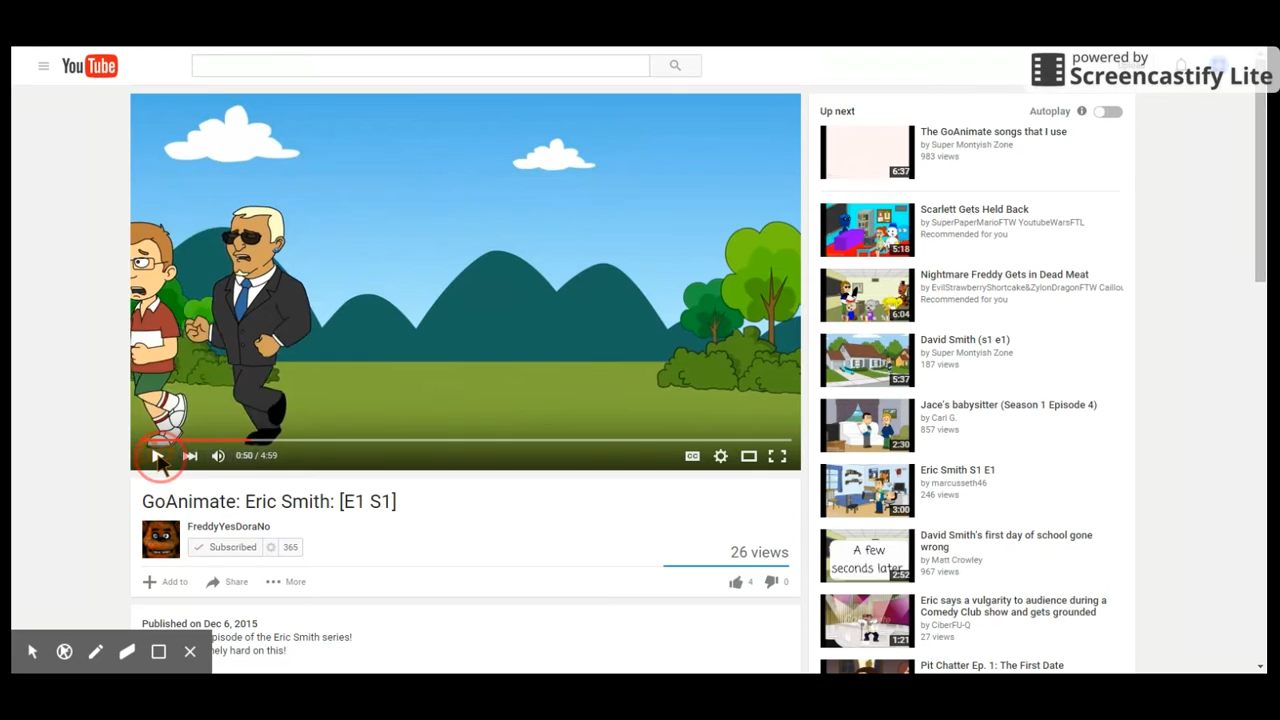 YouTube
powered by
Screencastify Lite
Up next
Autoplay
The GoAnimate songs that I use
by Super Montyish Zone
983 views
6:37
Scarlett Gets Held Back
by SuperPaperMarioFTW YoutubeWarsFTL
Recommended for you
5:18
Nightmare Freddy Gets in Dead Meat
by EvilStrawberryShortcake&ZylonDragonFTW Caillou
Recommended for you
6:04
David Smith (s1 e1)
by Super Montyish Zone
187 views
5:37
Jace's babysitter (Season 1 Episode 4)
by Carl G.
857 views
2:30
Eric Smith S1 E1
by marcusseth46
246 views
3:00
David Smith's first day of school gone
wrong
by Matt Crowley
967 views
A few
seconds later
2:52
Eric says a vulgarity to audience during a
Comedy Club show and gets grounded
by CiberFU-Q
27 views
1:21
Pit Chatter Ep. 1: The First Date
0:50 / 4:59
CC
GoAnimate: Eric Smith: [E1 S1]
FreddyYesDoraNo
Subscribed 365
26 views
Add to Share More
4 0
Published on Dec 6, 2015
episode of the Eric Smith series!
hard on this!